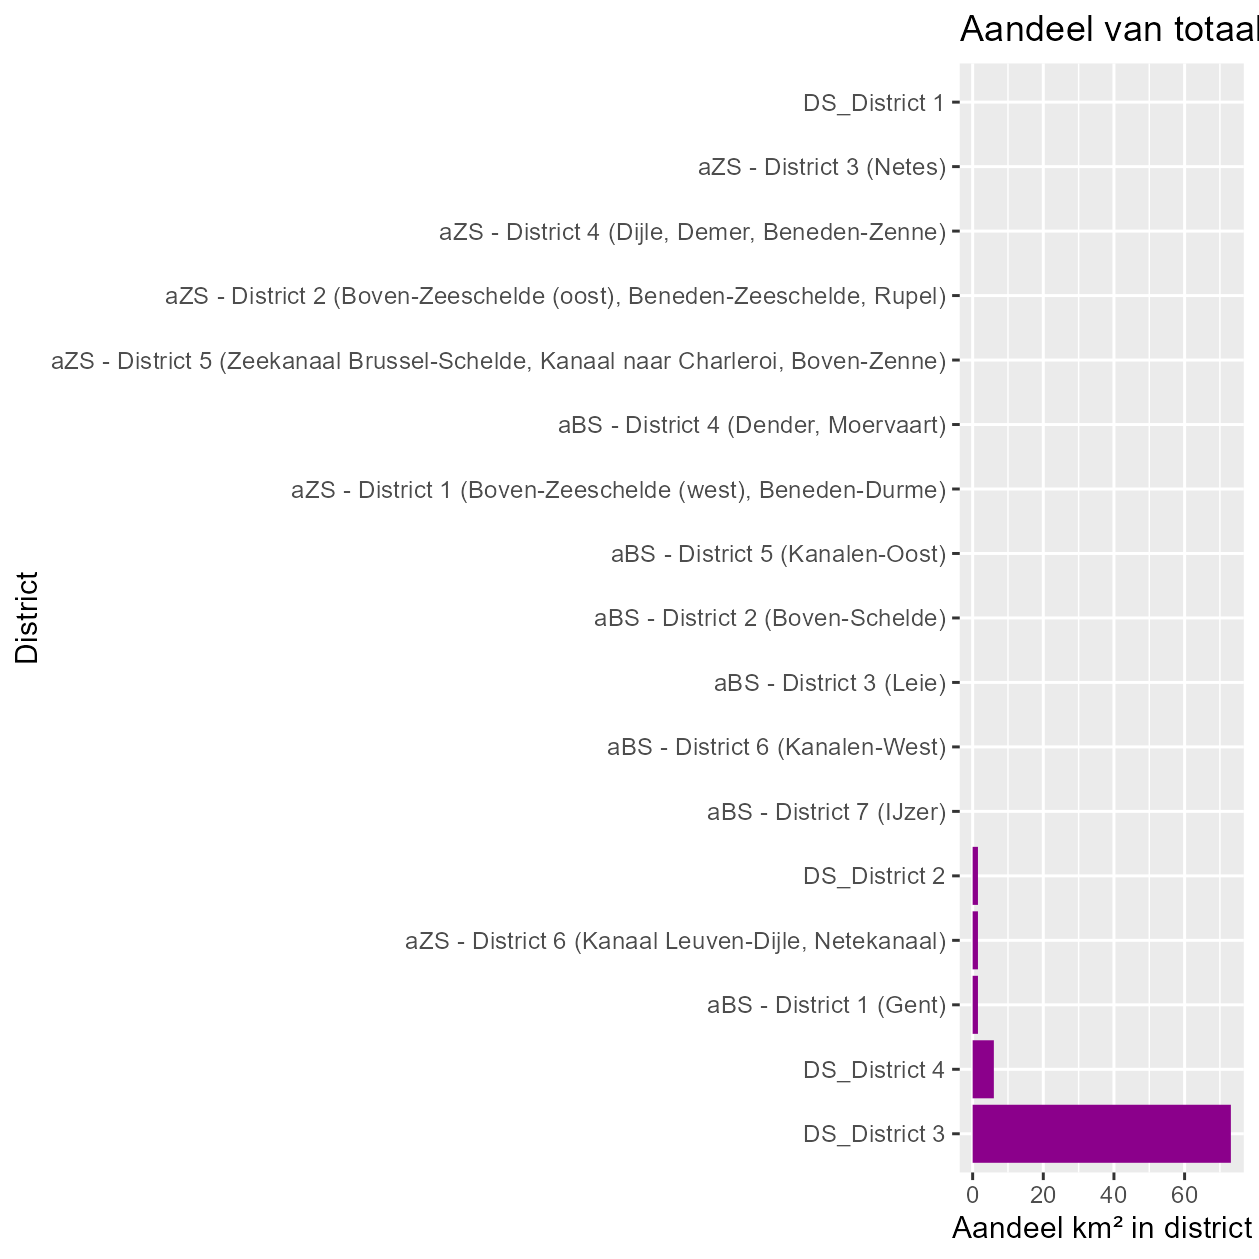 Aandeel van totaal
DS_District 1
aZS - District 3 (Netes)
aZS - District 4 (Dijle, Demer, Beneden-Zenne)
aZS - District 2 (Boven-Zeeschelde (oost), Beneden-Zeeschelde, Rupel)
aZS - District 5 (Zeekanaal Brussel-Schelde, Kanaal naar Charleroi, Boven-Zenne)
aBS - District 4 (Dender, Moervaart)
aZS - District 1 (Boven-Zeeschelde (west), Beneden-Durme)
aBS - District 5 (Kanalen-Oost)
aBS - District 2 (Boven-Schelde)
aBS - District 3 (Leie)
aBS - District 6 (Kanalen-West)
aBS - District 7 (IJzer)
DS_District 2
aZS - District 6 (Kanaal Leuven-Dijle, Netekanaal)
aBS - District 1 (Gent)
DS_District 4
DS_District 3
District
0 20 40 60
Aandeel km² in district